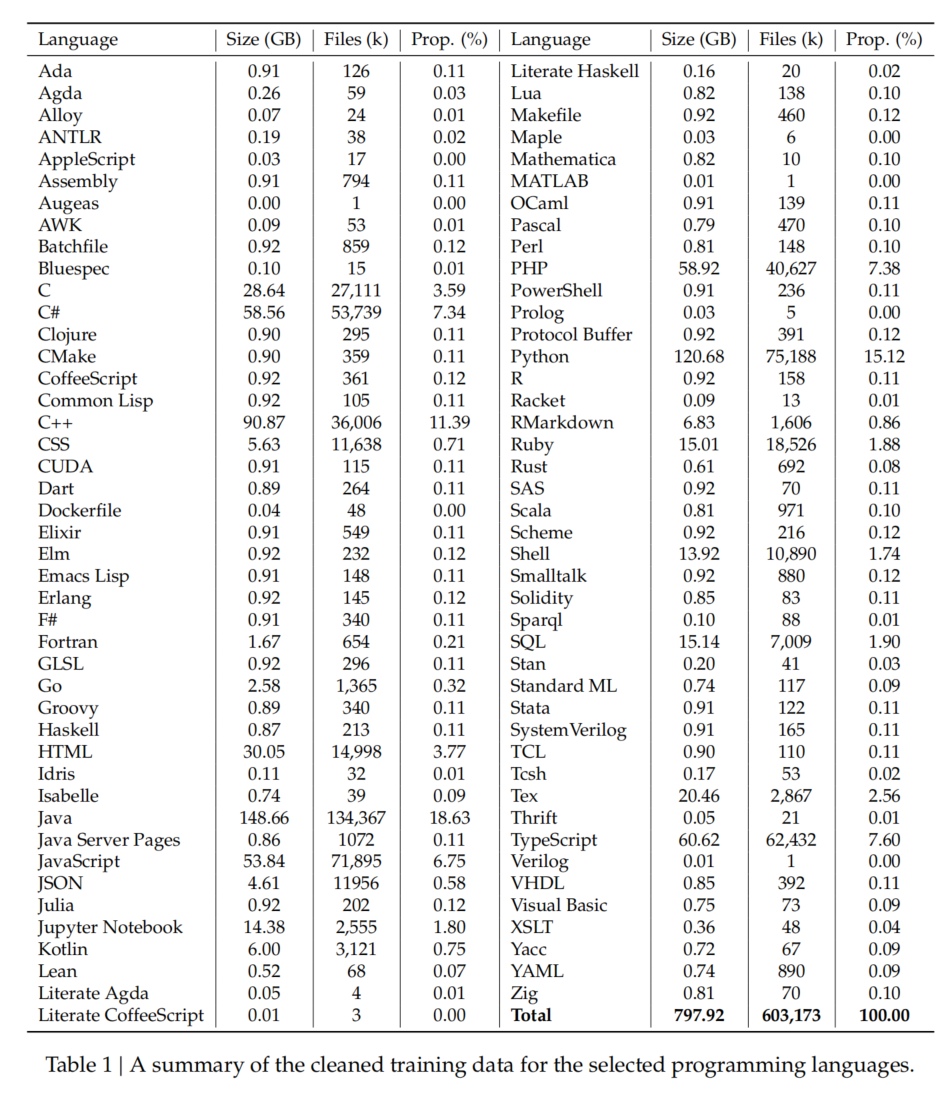 Language Size (GB) Files (k) Prop. (%) Language Size (GB) Files (k) Prop. (%)
Ada 0.91 126 0.11 Literate Haskell 0.16 20 0.02
Agda 0.26 59 0.03 Lua 0.82 138 0.10
Alloy 0.07 24 0.01 Makefile 0.92 460 0.12
ANTLR 0.19 38 0.02 Maple 0.03 6 0.00
AppleScript 0.03 17 0.00 Mathematica 0.82 10 0.10
Assembly 0.91 794 0.11 MATLAB 0.01 1 0.00
Augeas 0.00 1 0.00 OCaml 0.91 139 0.11
AWK 0.09 53 0.01 Pascal 0.79 470 0.10
Batchfile 0.92 859 0.12 Perl 0.81 148 0.10
Bluespec 0.10 15 0.01 PHP 58.92 40,627 7.38
C 28.64 27,111 3.59 PowerShell 0.91 236 0.11
C# 58.56 53,739 7.34 Prolog 0.03 5 0.00
Clojure 0.90 295 0.11 Protocol Buffer 0.92 391 0.12
CMake 0.90 359 0.11 Python 120.68 75,188 15.12
CoffeeScript 0.92 361 0.12 R 0.92 158 0.11
Common Lisp 0.92 105 0.11 Racket 0.09 13 0.01
C++ 90.87 36,006 11.39 RMarkdown 6.83 1,606 0.86
CSS 5.63 11,638 0.71 Ruby 15.01 18,526 1.88
CUDA 0.91 115 0.11 Rust 0.61 692 0.08
Dart 0.89 264 0.11 SAS 0.92 70 0.11
Dockerfile 0.04 48 0.00 Scala 0.81 971 0.10
Elixir 0.91 549 0.11 Scheme 0.92 216 0.12
Elm 0.92 232 0.12 Shell 13.92 10,890 1.74
Emacs Lisp 0.91 148 0.11 Smalltalk 0.92 880 0.12
Erlang 0.92 145 0.12 Solidity 0.85 83 0.11
F# 0.91 340 0.11 Sparql 0.10 88 0.01
Fortran 1.67 654 0.21 SQL 15.14 7,009 1.90
GLSL 0.92 296 0.11 Stan 0.20 41 0.03
Go 2.58 1,365 0.32 Standard ML 0.74 117 0.09
Groovy 0.89 340 0.11 Stata 0.91 122 0.11
Haskell 0.87 213 0.11 SystemVerilog 0.91 165 0.11
HTML 30.05 14,998 3.77 TCL 0.90 110 0.11
Idris 0.11 32 0.01 Tcsh 0.17 53 0.02
Isabelle 0.74 39 0.09 Tex 20.46 2,867 2.56
Java 148.66 134,367 18.63 Thrift 0.05 21 0.01
Java Server Pages 0.86 1072 0.11 TypeScript 60.62 62,432 7.60
JavaScript 53.84 71,895 6.75 Verilog 0.01 1 0.00
JSON 4.61 11956 0.58 VHDL 0.85 392 0.11
Julia 0.92 202 0.12 Visual Basic 0.75 73 0.09
Jupyter Notebook 14.38 2,555 1.80 XSLT 0.36 48 0.04
Kotlin 6.00 3,121 0.75 Yacc 0.72 67 0.09
Lean 0.52 68 0.07 YAML 0.74 890 0.09
Literate Agda 0.05 4 0.01 Zig 0.81 70 0.10
Literate CoffeeScript 0.01 3 0.00 Total 797.92 603,173 100.00
Table 1 | A summary of the cleaned training data for the selected programming languages.